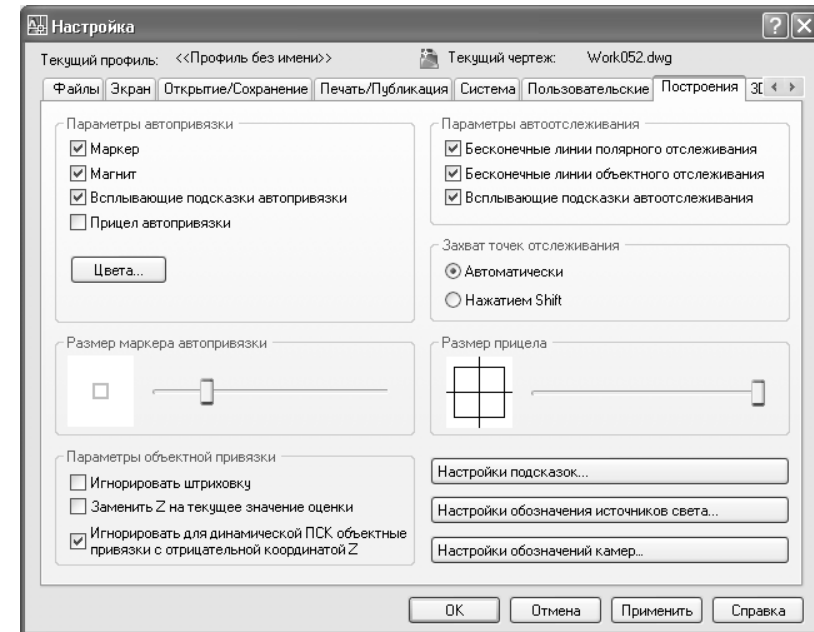 Настройка
Текущий профиль: <<Профиль без имени>> Текущий чертеж: Work052.dwg
Файлы Экран Открытие/Сохранение Печать/Публикация Система Пользовательские Построения
Параметры автопривязки
Маркер
Магнит
Всплывающие подсказки автопривязки
Прицел автопривязки
Цвета...
Параметры автоотслеживания
Бесконечные линии полярного отслеживания
Бесконечные линии объектного отслеживания
Всплывающие подсказки автоотслеживания
Захват точек отслеживания
Автоматически
Нажатием Shift
Размер маркера автопривязки
Размер прицела
Параметры объектной привязки
Игнорировать штриховку
Заменить Z на текущее значение оценки
Игнорировать для динамической ПСК объектные
привязки с отрицательной координатой Z
Настройки подсказок...
Настройки обозначения источников света...
Настройки обозначений камер...
OK Отмена Применить Справка